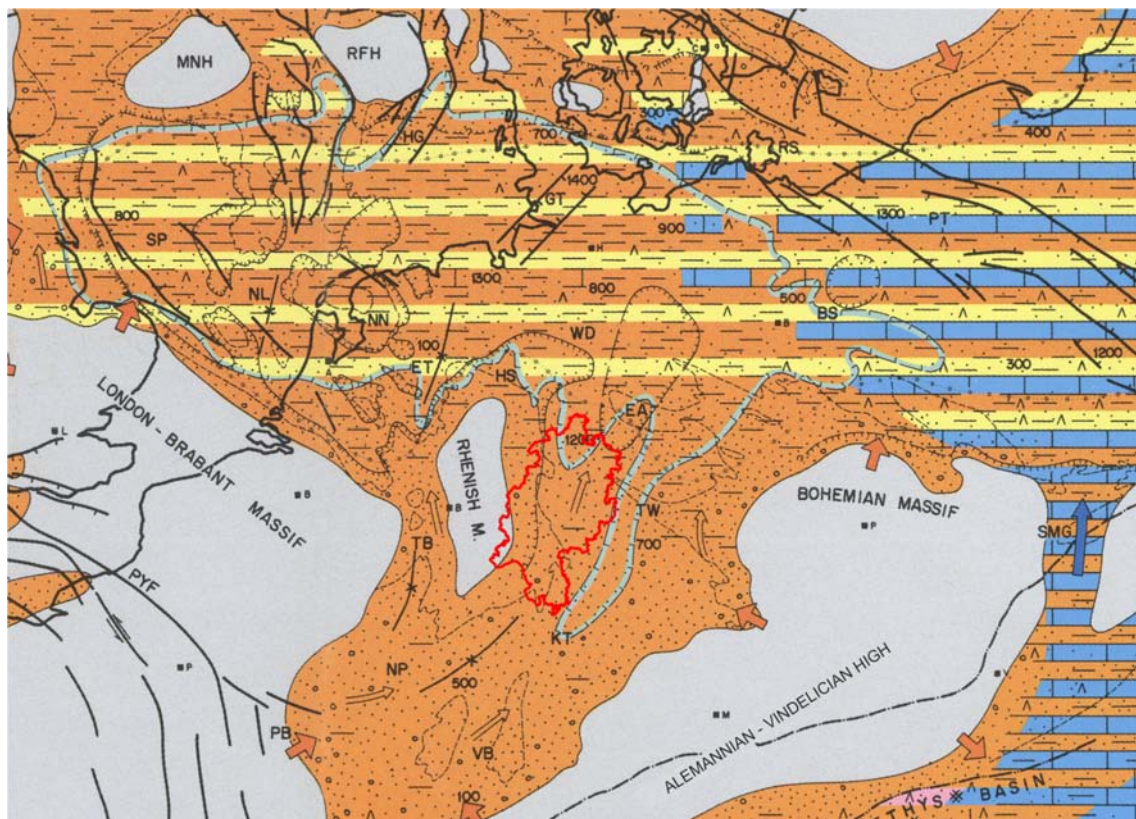 MNH
RFH
C
300
HG
700
400
RS
1400
GT
800
1300
PT
SP
900
H
1300
800
NL
500
BS
B
NN
WD
100
1200
ET
300
HS
EA
LONDON - BRABANT MASSIF
L
RHENISH M.
1200
BOHEMIAN MASSIF
B
B
P
TW
SMG
TB
700
PYF
KT
P
NP
500
ALEMANNIAN - VINDELICIAN HIGH
V
M
PB
VB
100
THYS BASIN